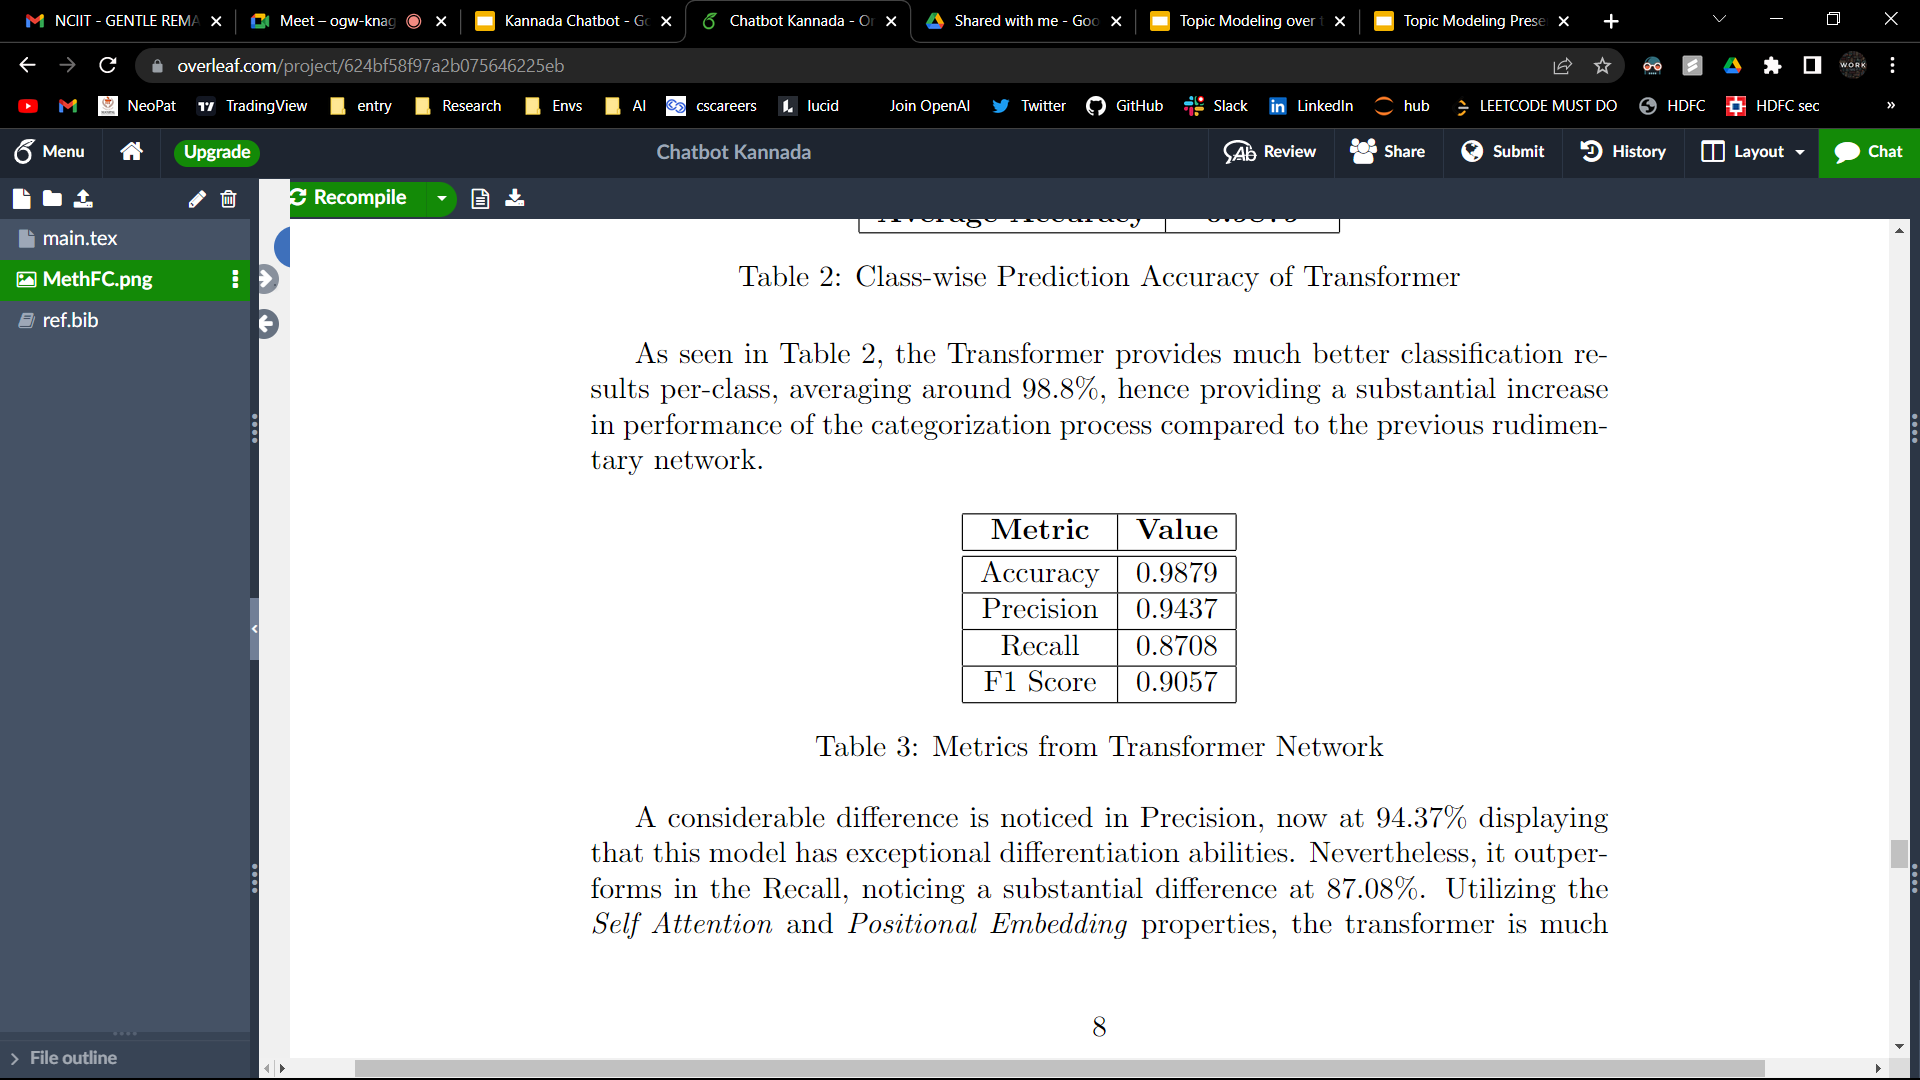 NCIIT - GENTLE REMA
Meet – ogw-knag
Kannada Chatbot - Go
Chatbot Kannada - On
Shared with me - Goo
Topic Modeling over t
Topic Modeling Prese
overleaf.com/project/624bf58f97a2b075646225eb
WORK
NeoPat
TradingView
entry
Research
Envs
AI
cscareers
lucid
Join OpenAI
Twitter
GitHub
Slack
LinkedIn
hub
LEETCODE MUST DO
HDFC
HDFC sec
»
Menu
Upgrade
Chatbot Kannada
Review
Share
Submit
History
Layout
Chat
Recompile
main.tex
MethFC.png
ref.bib
Average Accuracy 0.9879
Table 2: Class-wise Prediction Accuracy of Transformer
As seen in Table 2, the Transformer provides much better classification re-
sults per-class, averaging around 98.8%, hence providing a substantial increase
in performance of the categorization process compared to the previous rudimen-
tary network.
Metric Value
Accuracy 0.9879
Precision 0.9437
Recall 0.8708
F1 Score 0.9057
Table 3: Metrics from Transformer Network
A considerable difference is noticed in Precision, now at 94.37% displaying
that this model has exceptional differentiation abilities. Nevertheless, it outper-
forms in the Recall, noticing a substantial difference at 87.08%. Utilizing the
Self Attention and Positional Embedding properties, the transformer is much
8
File outline